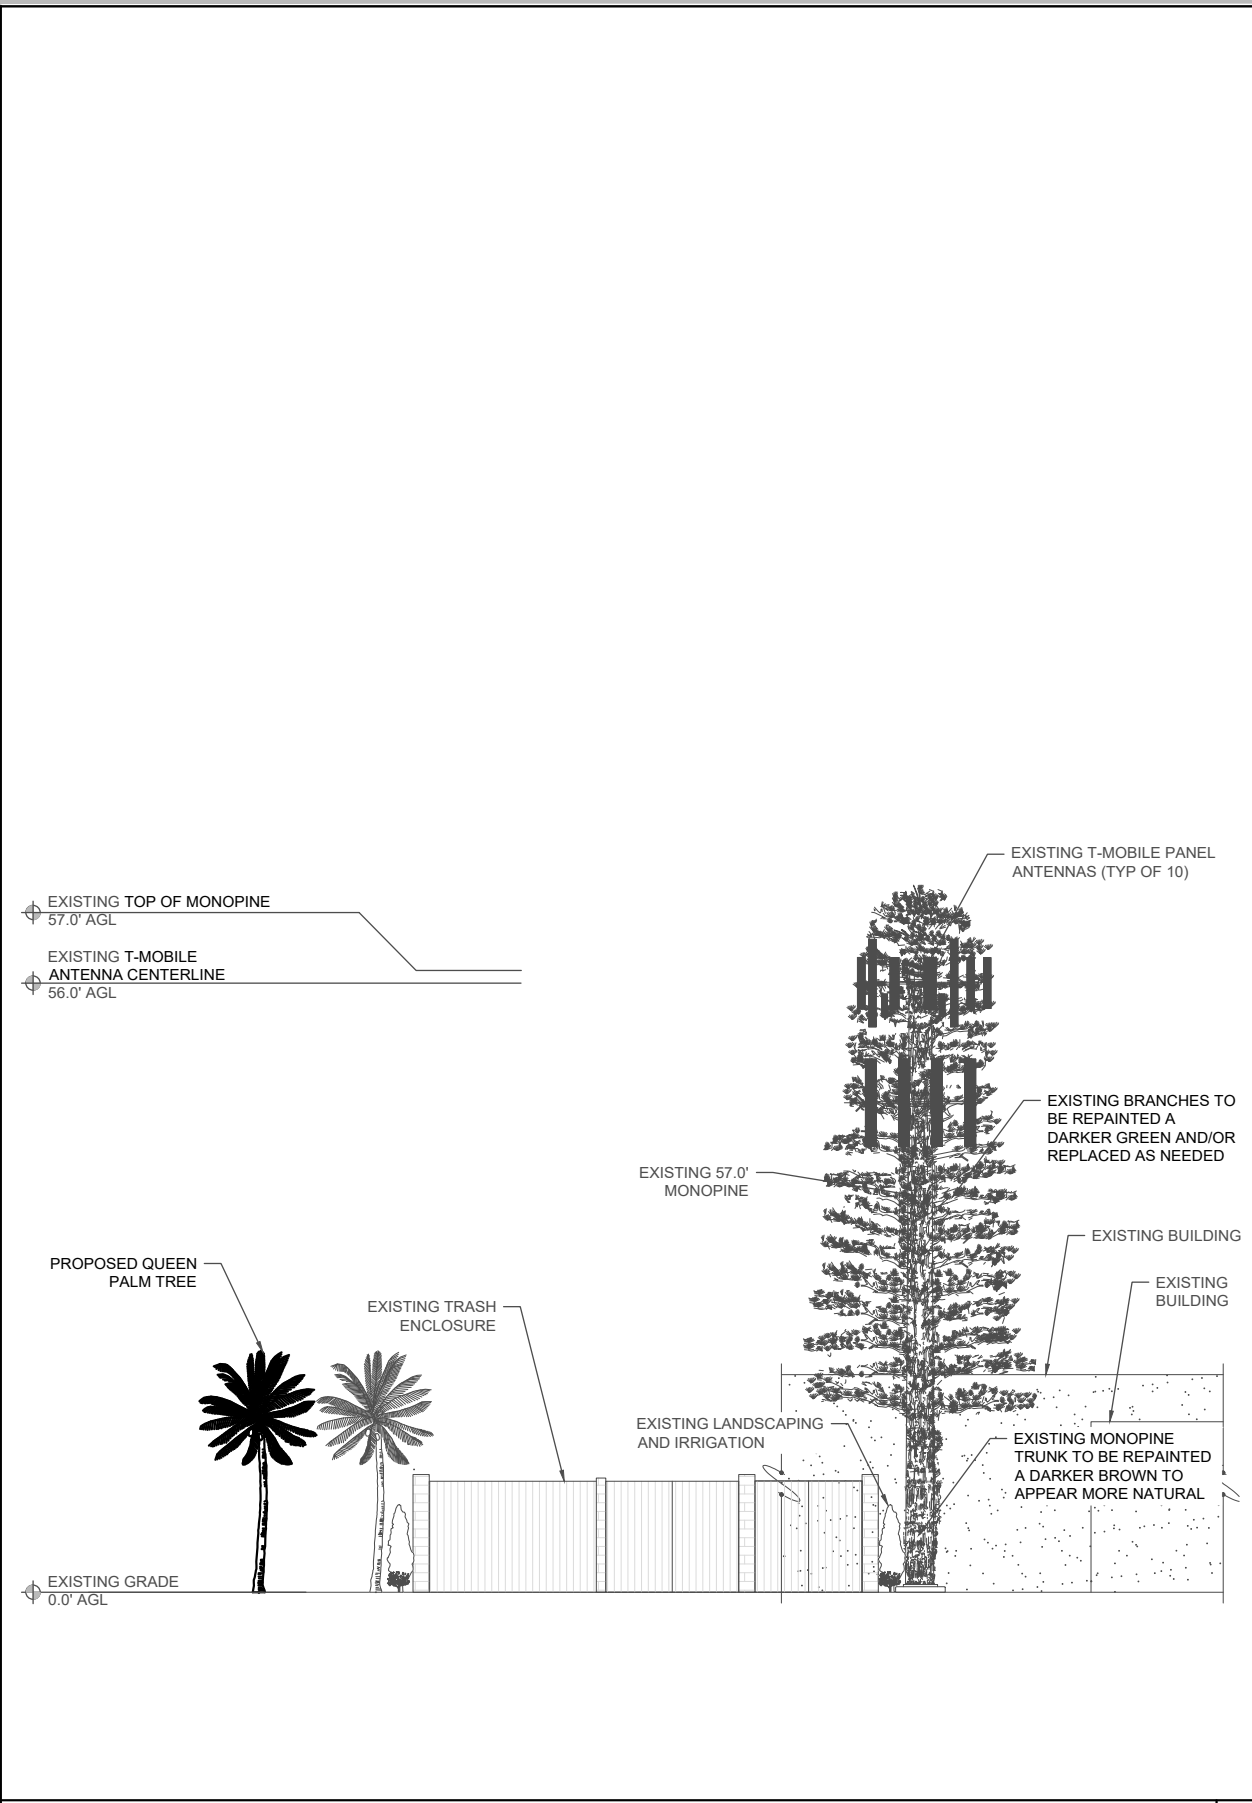 EXISTING T-MOBILE PANEL
ANTENNAS (TYP OF 10)
EXISTING TOP OF MONOPINE
57.0' AGL
EXISTING T-MOBILE
ANTENNA CENTERLINE
56.0' AGL
EXISTING BRANCHES TO
BE REPAINTED A
DARKER GREEN AND/OR
REPLACED AS NEEDED
EXISTING 57.0'
MONOPINE
EXISTING BUILDING
PROPOSED QUEEN
PALM TREE
EXISTING
BUILDING
EXISTING TRASH
ENCLOSURE
EXISTING LANDSCAPING
AND IRRIGATION
EXISTING MONOPINE
TRUNK TO BE REPAINTED
A DARKER BROWN TO
APPEAR MORE NATURAL
EXISTING GRADE
0.0' AGL